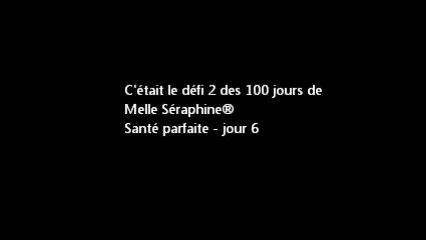 C'était le défi 2 des 100 jours de
Melle Séraphine®
Santé parfaite - jour 6